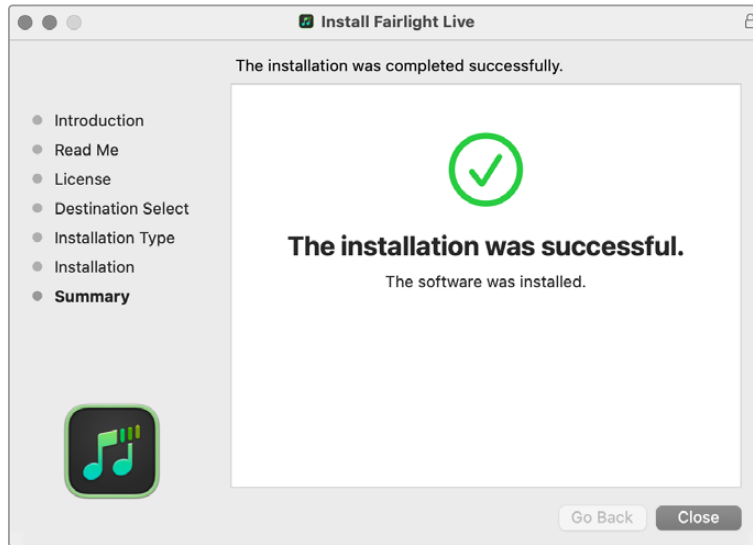 Install Fairlight Live
The installation was completed successfully.
Introduction
Read Me
License
Destination Select
Installation Type
Installation
Summary
The installation was successful.
The software was installed.
Go Back
Close